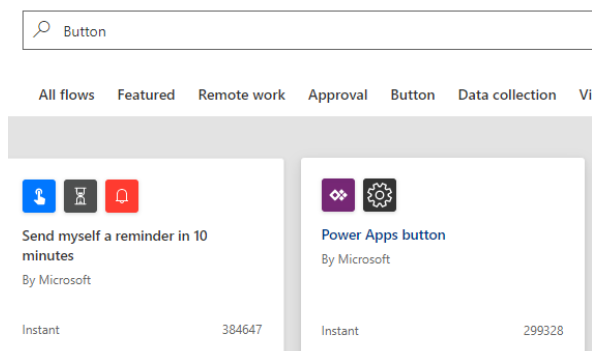 Button
All flows Featured Remote work Approval Button Data collection
Send myself a reminder in 10
minutes
By Microsoft
Instant 384647
Power Apps button
By Microsoft
Instant 299328